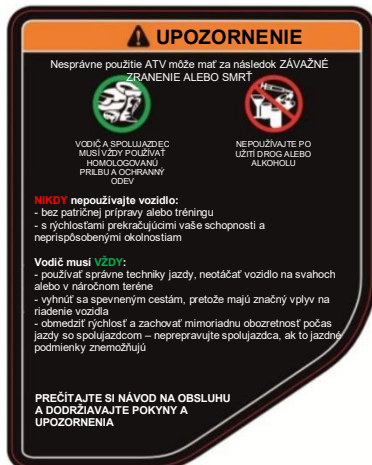 UPOZORNENIE
Nesprávne použitie ATV môže mať za následok ZÁVAŽNÉ
ZRANENIE ALEBO SMRŤ
VODIČ A SPOLUJAZDEC
MUSÍ VŽDY POUŽÍVAŤ
HOMOLOGOVANÚ
PRILBU A OCHRANNÝ
ODEV
NEPOUŽÍVAJTE PO
UŽITÍ DROG ALEBO
ALKOHOLU
NIKDY nepoužívajte vozidlo:
- bez patričnej prípravy alebo tréningu
- s rýchlosťami prekračujúcimi vaše schopnosti a
neprispôsobenými okolnostiam
Vodič musí VŽDY:
- používať správne techniky jazdy, neotáčať vozidlo na svahoch
alebo v náročnom teréne
- vyhnúť sa spevneným cestám, pretože majú značný vplyv na
riadenie vozidla
- obmedziť rýchlosť a zachovať mimoriadnu obozretnosť počas
jazdy so spolujazdcom – neprepravujte spolujazdca, ak to jazdné
podmienky znemožňujú
PREČÍTAJTE SI NÁVOD NA OBSLUHU
A DODRŽIAVAJTE POKYNY A
UPOZORNENIA